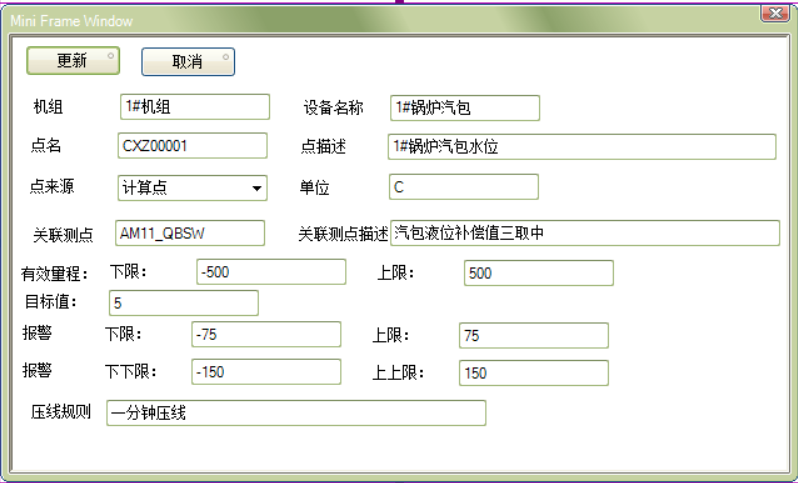 Mini Frame Window
更新 取消
机组 1#机组 设备名称 1#锅炉汽包
点名 CXZ00001 点描述 1#锅炉汽包水位
点来源 计算点 单位 C
关联测点 AM11_QBSW 关联测点描述 汽包液位补偿值三取中
有效量程： 下限： -500 上限： 500
目标值： 5
报警 下限： -75 上限： 75
报警 下下限： -150 上上限： 150
压线规则 一分钟压线